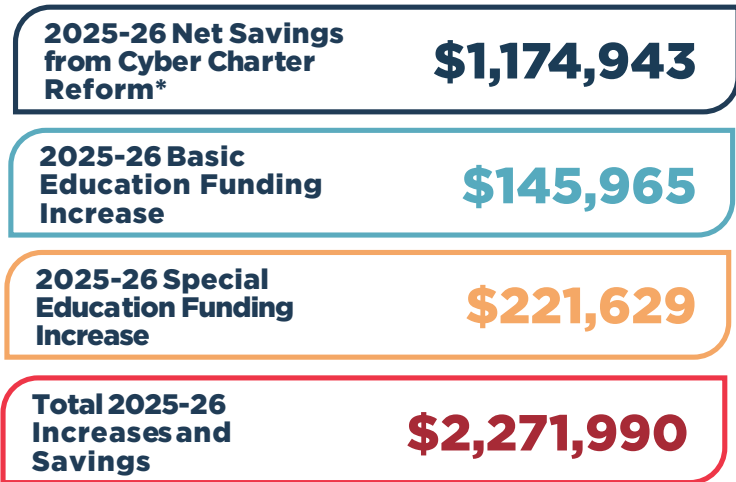 2025-26 Net Savings
from Cyber Charter
Reform*
$1,174,943
2025-26 Basic
Education Funding
Increase
$145,965
2025-26 Special
Education Funding
Increase
$221,629
Total 2025-26
Increases and
Savings
$2,271,990